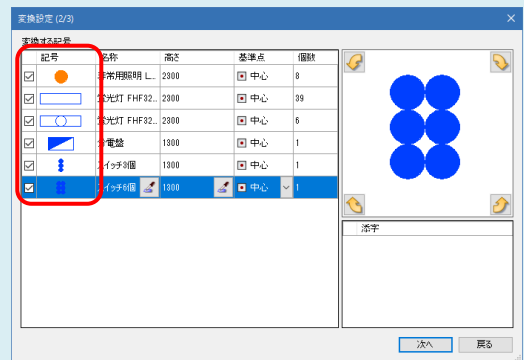 変換設定 (2/3)
変換する記号
記号 名称 高さ 基準点 個数
非常用照明 L... 2300 中心 8
蛍光灯 FHF32... 2300 中心 39
蛍光灯 FHF32... 2300 中心 6
分電盤 1300 中心 1
スイッチ3個 1300 中心 1
スイッチ6個 1300 中心 1
添字
次へ 戻る